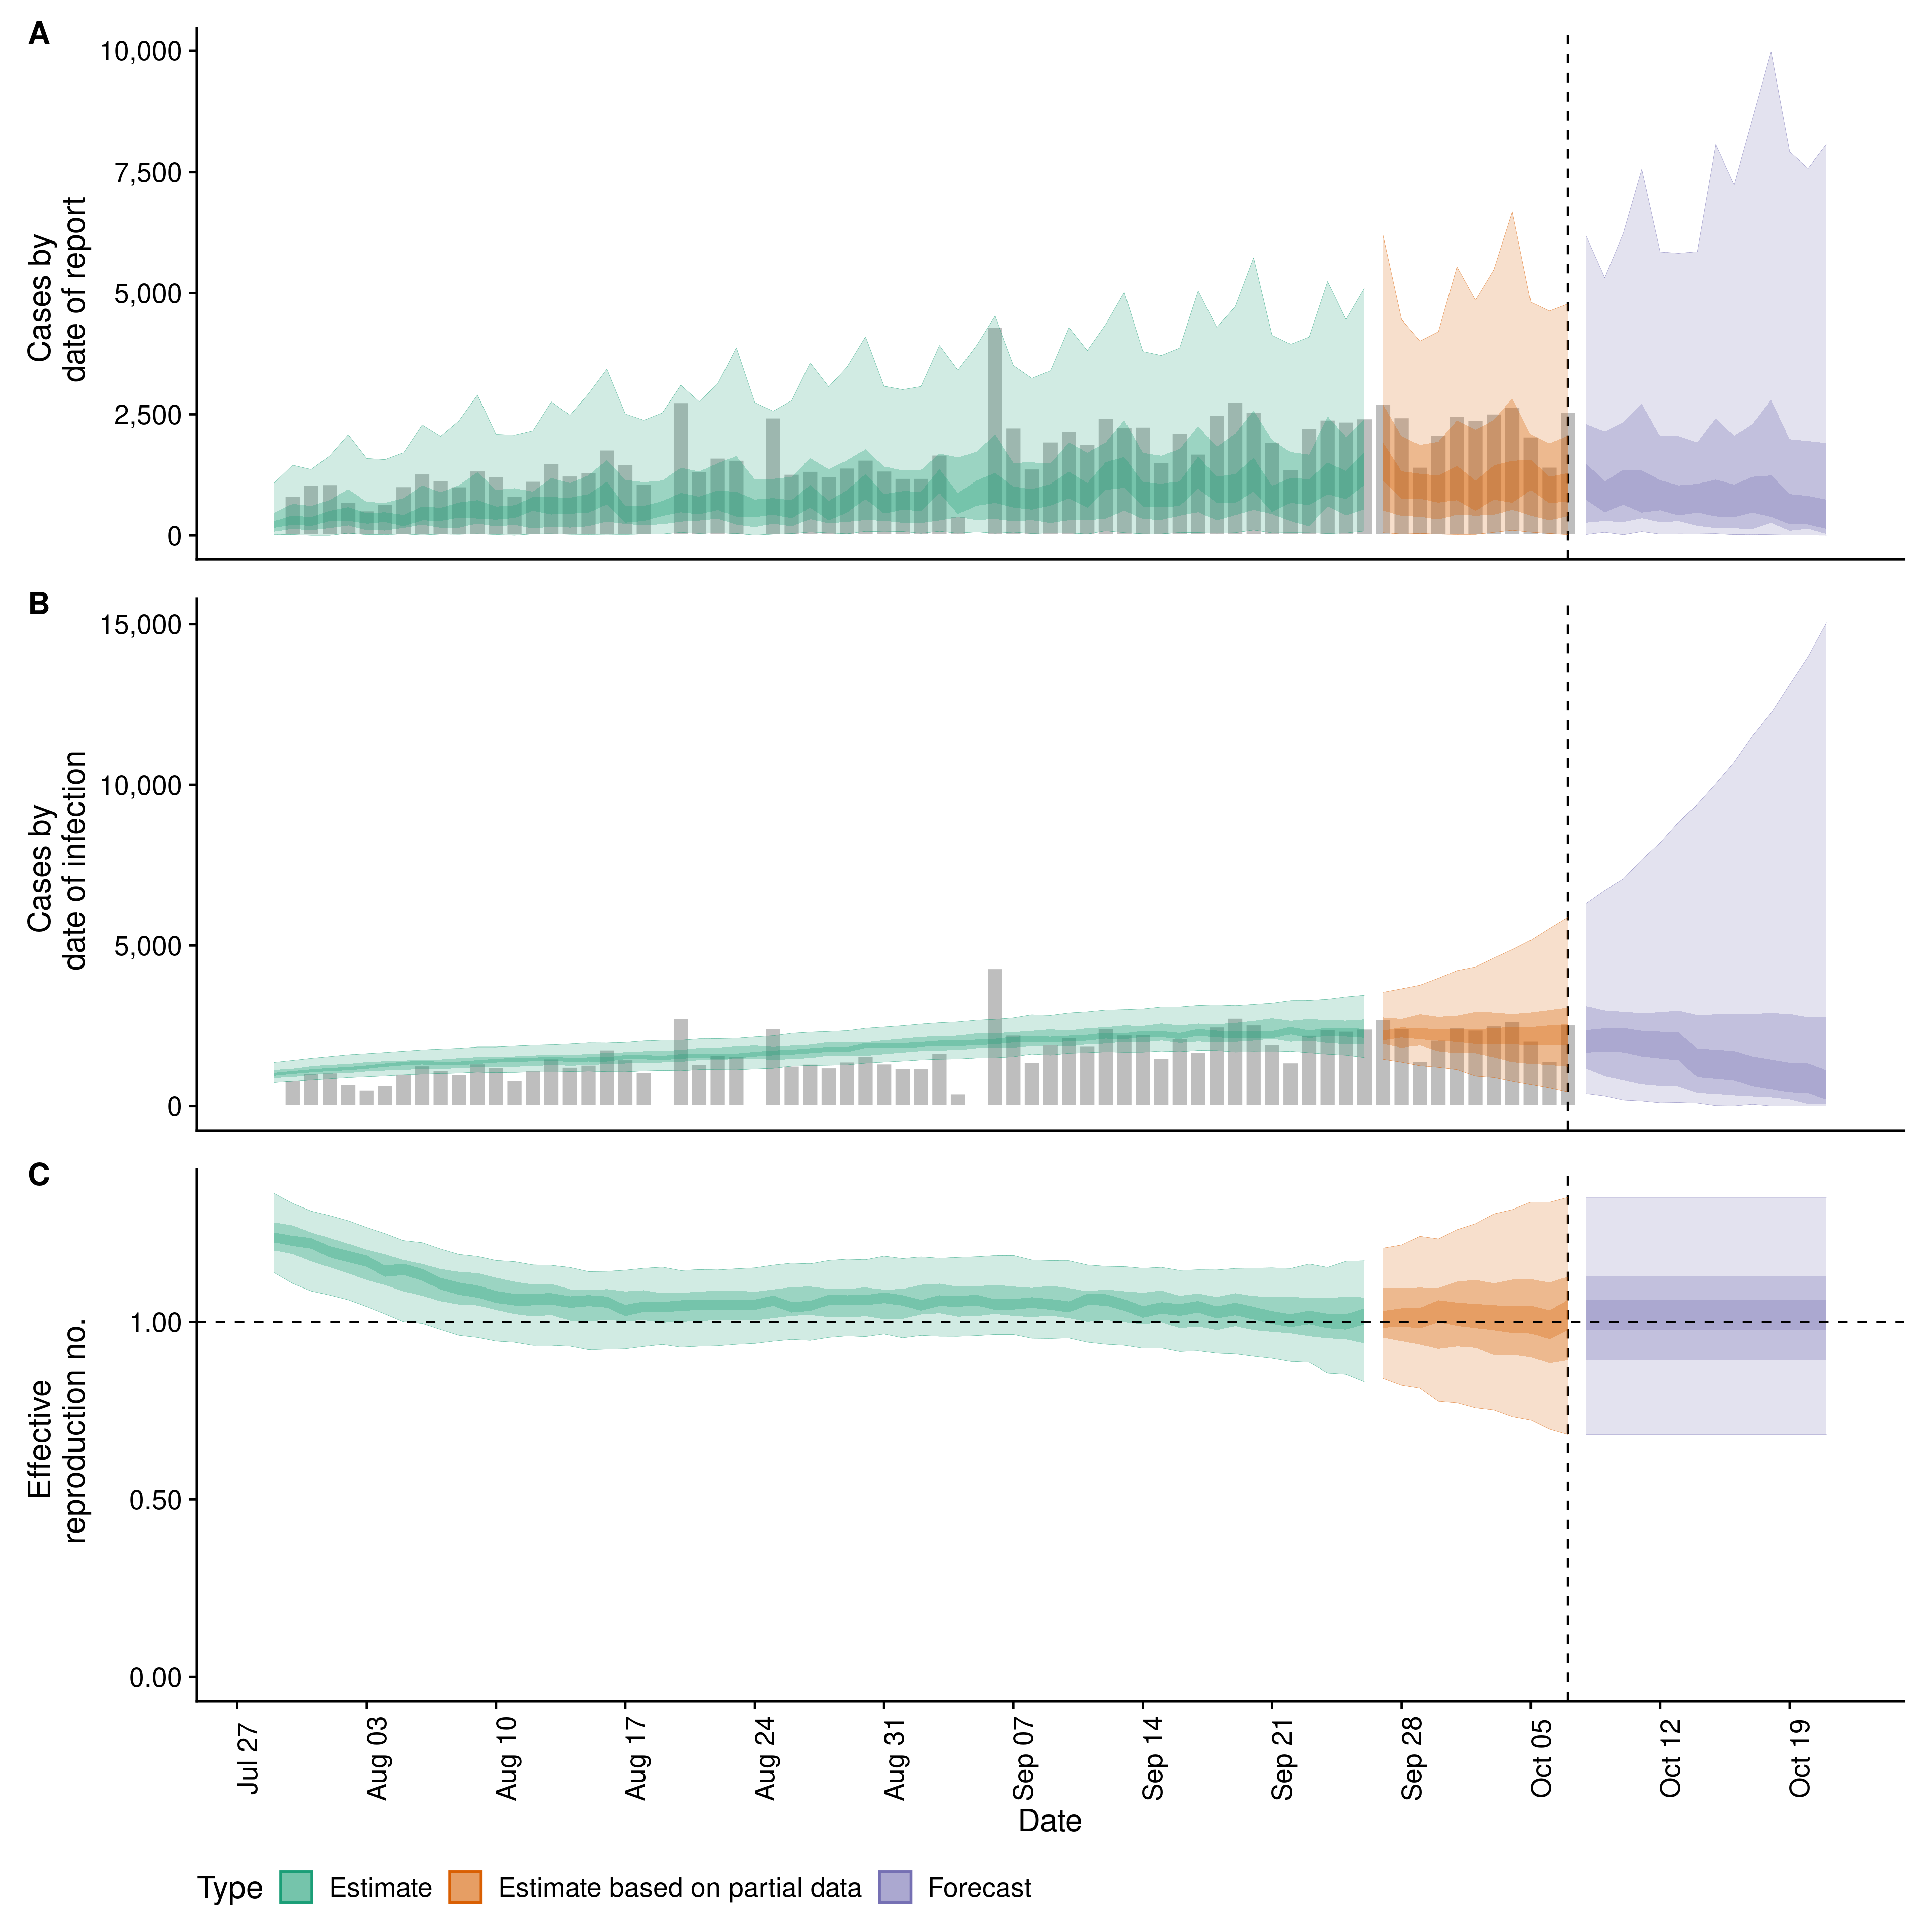 A
Cases by
date of report
10,000
7,500
5,000
2,500
0
B
Cases by
date of infection
15,000
10,000
5,000
0
C
Effective
reproduction no.
1.00
0.50
0.00
Jul 27
Aug 03
Aug 10
Aug 17
Aug 24
Aug 31
Sep 07
Sep 14
Sep 21
Sep 28
Oct 05
Oct 12
Oct 19
Date
Type Estimate Estimate based on partial data Forecast